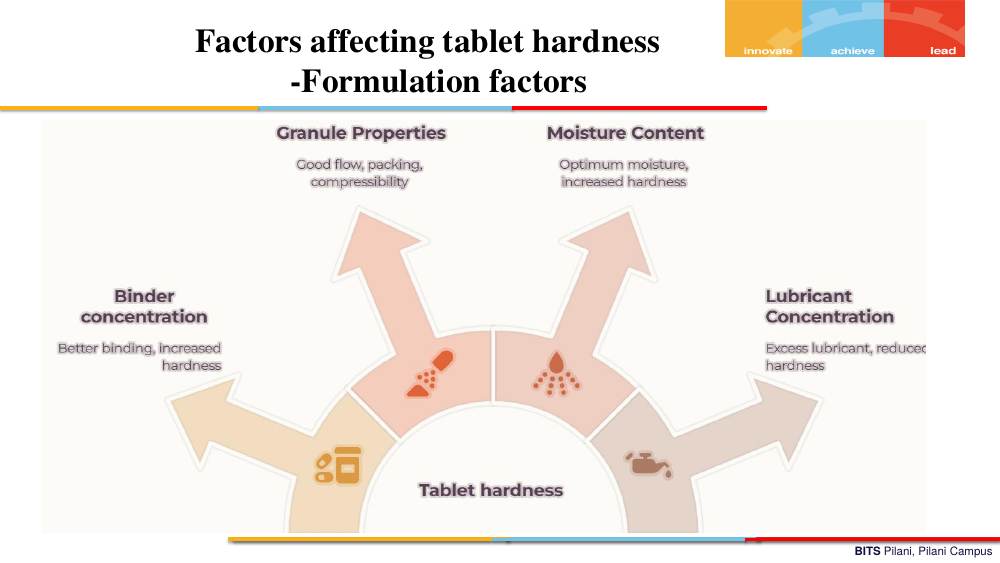 Factors affecting tablet hardness
-Formulation factors
innovate
achieve
lead
Granule Properties
Good flow, packing,
compressibility
Moisture Content
Optimum moisture,
increased hardness
Binder
concentration
Better binding, increased
hardness
Lubricant
Concentration
Excess lubricant, reduced
hardness
Tablet hardness
BITS Pilani, Pilani Campus